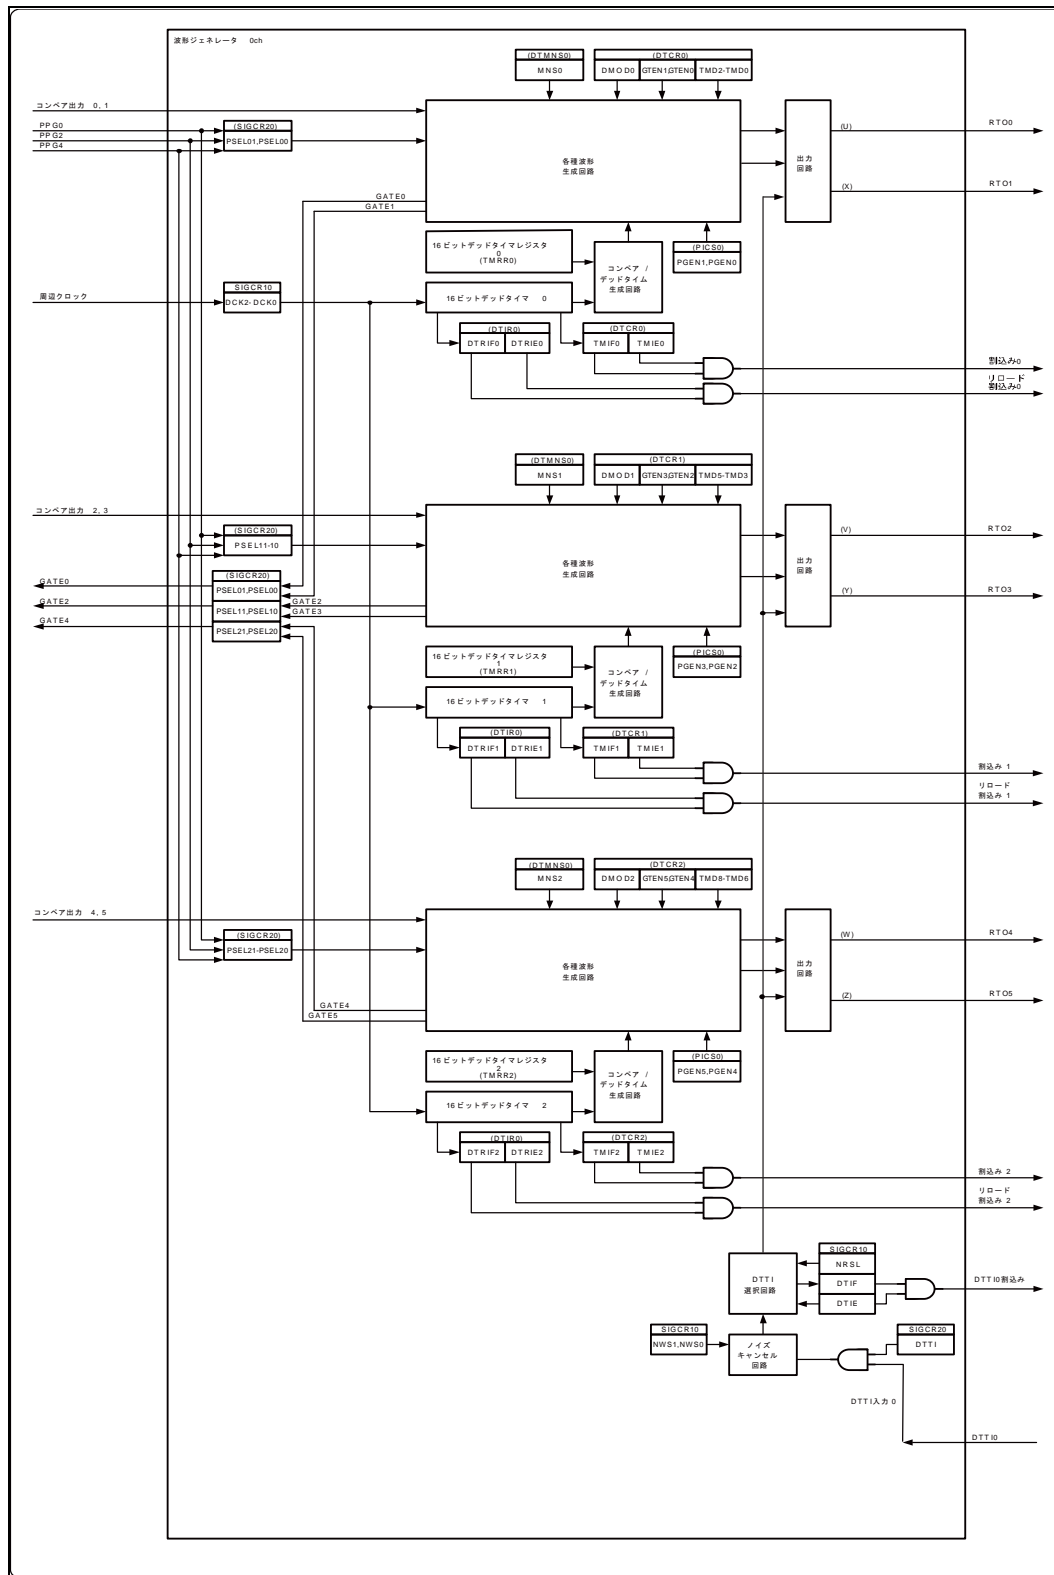 波形ジェネレータ 0ch
(DTMNS0)
MNS0
(DTCR0)
DMOD0 GTEN1,GTEN0 TMD2-TMD0
コンペア出力 0, 1
PPG0
PPG2
PPG4
(SIGCR20)
PSEL01,PSEL00
各種波形
生成回路
出力
回路
(U)
RTO0
(X)
RTO1
GATE0
GATE1
16ビットデッドタイマレジスタ
0
(TMRR0)
コンペア /
デッドタイム
生成回路
(PICS0)
PGEN1,PGEN0
周辺クロック
SIGCR10
DCK2-DCK0
16ビットデッドタイマ 0
(DTIR0)
DTRIF0 DTRIE0
(DTCR0)
TMIF0 TMIE0
割込み0
リロード
割込み0
(DTMNS0)
MNS1
(DTCR1)
DMOD1 GTEN3,GTEN2 TMD5-TMD3
コンペア出力 2, 3
(SIGCR20)
PSEL11-10
各種波形
生成回路
出力
回路
(V)
RTO2
(Y)
RTO3
GATE0
GATE2
GATE4
(SIGCR20)
PSEL01,PSEL00
PSEL11,PSEL10
PSEL21,PSEL20
GATE2
GATE3
16ビットデッドタイマレジスタ
1
(TMRR1)
コンペア /
デッドタイム
生成回路
(PICS0)
PGEN3,PGEN2
16ビットデッドタイマ 1
(DTIR0)
DTRIF1 DTRIE1
(DTCR1)
TMIF1 TMIE1
割込み 1
リロード
割込み 1
(DTMNS0)
MNS2
(DTCR2)
DMOD2 GTEN5,GTEN4 TMD8-TMD6
コンペア出力 4, 5
(SIGCR20)
PSEL21-PSEL20
各種波形
生成回路
出力
回路
(W)
RTO4
(Z)
RTO5
GATE4
GATE5
16ビットデッドタイマレジスタ
2
(TMRR2)
コンペア /
デッドタイム
生成回路
(PICS0)
PGEN5,PGEN4
16ビットデッドタイマ 2
(DTIR0)
DTRIF2 DTRIE2
(DTCR2)
TMIF2 TMIE2
割込み 2
リロード
割込み 2
DTTI
選択回路
SIGCR10
NRSL
DTIF
DTIE
DTTI0割込み
SIGCR10
NWS1,NWS0
ノイズ
キャンセル
回路
SIGCR20
DTTI
DTTI入力 0
DTTI0